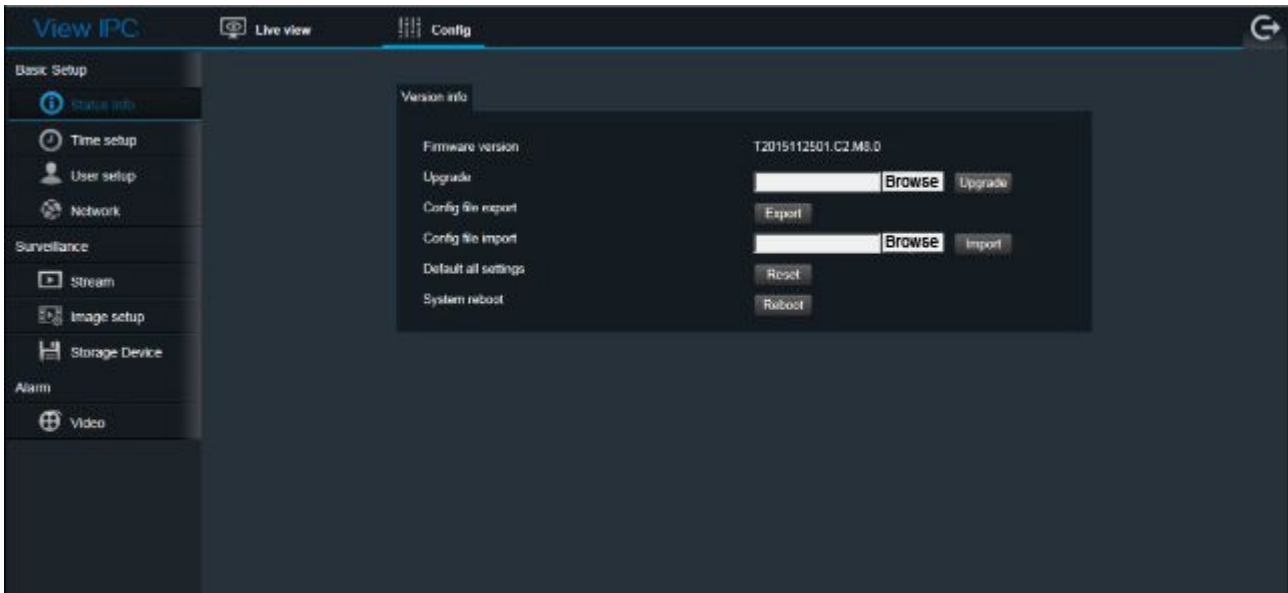 View IPC
Live view
Config
Basic Setup
Status info
Time setup
User setup
Network
Surveillance
Stream
Image setup
Storage Device
Alarm
Video
Version info
Firmware version T2015112501.C2.M8.0
Upgrade Browse Upgrade
Config file export Export
Config file import Browse Import
Default all settings Reset
System reboot Reboot